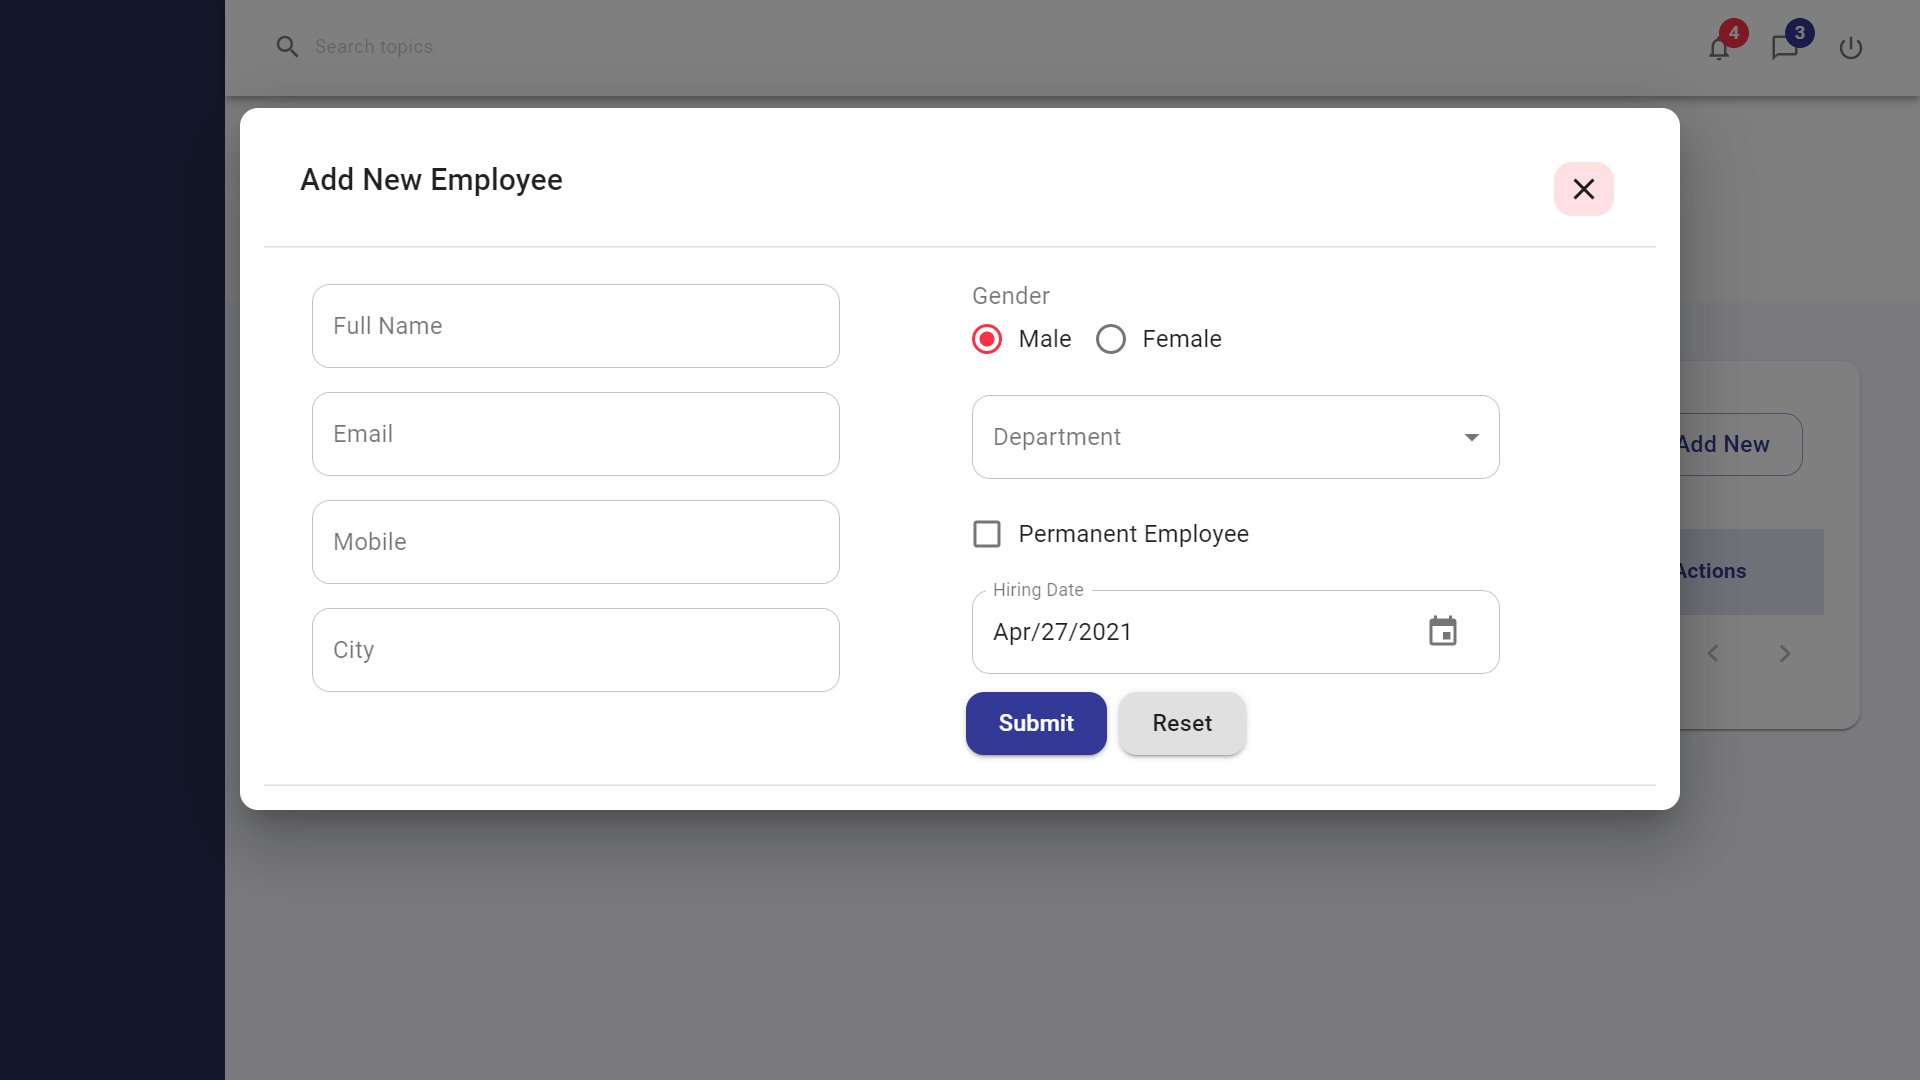 Search topics
4
3
Add New Employee
Full Name
Email
Mobile
City
Gender
Male
Female
Department
Permanent Employee
Hiring Date
Apr/27/2021
Submit
Reset
Add New
Actions